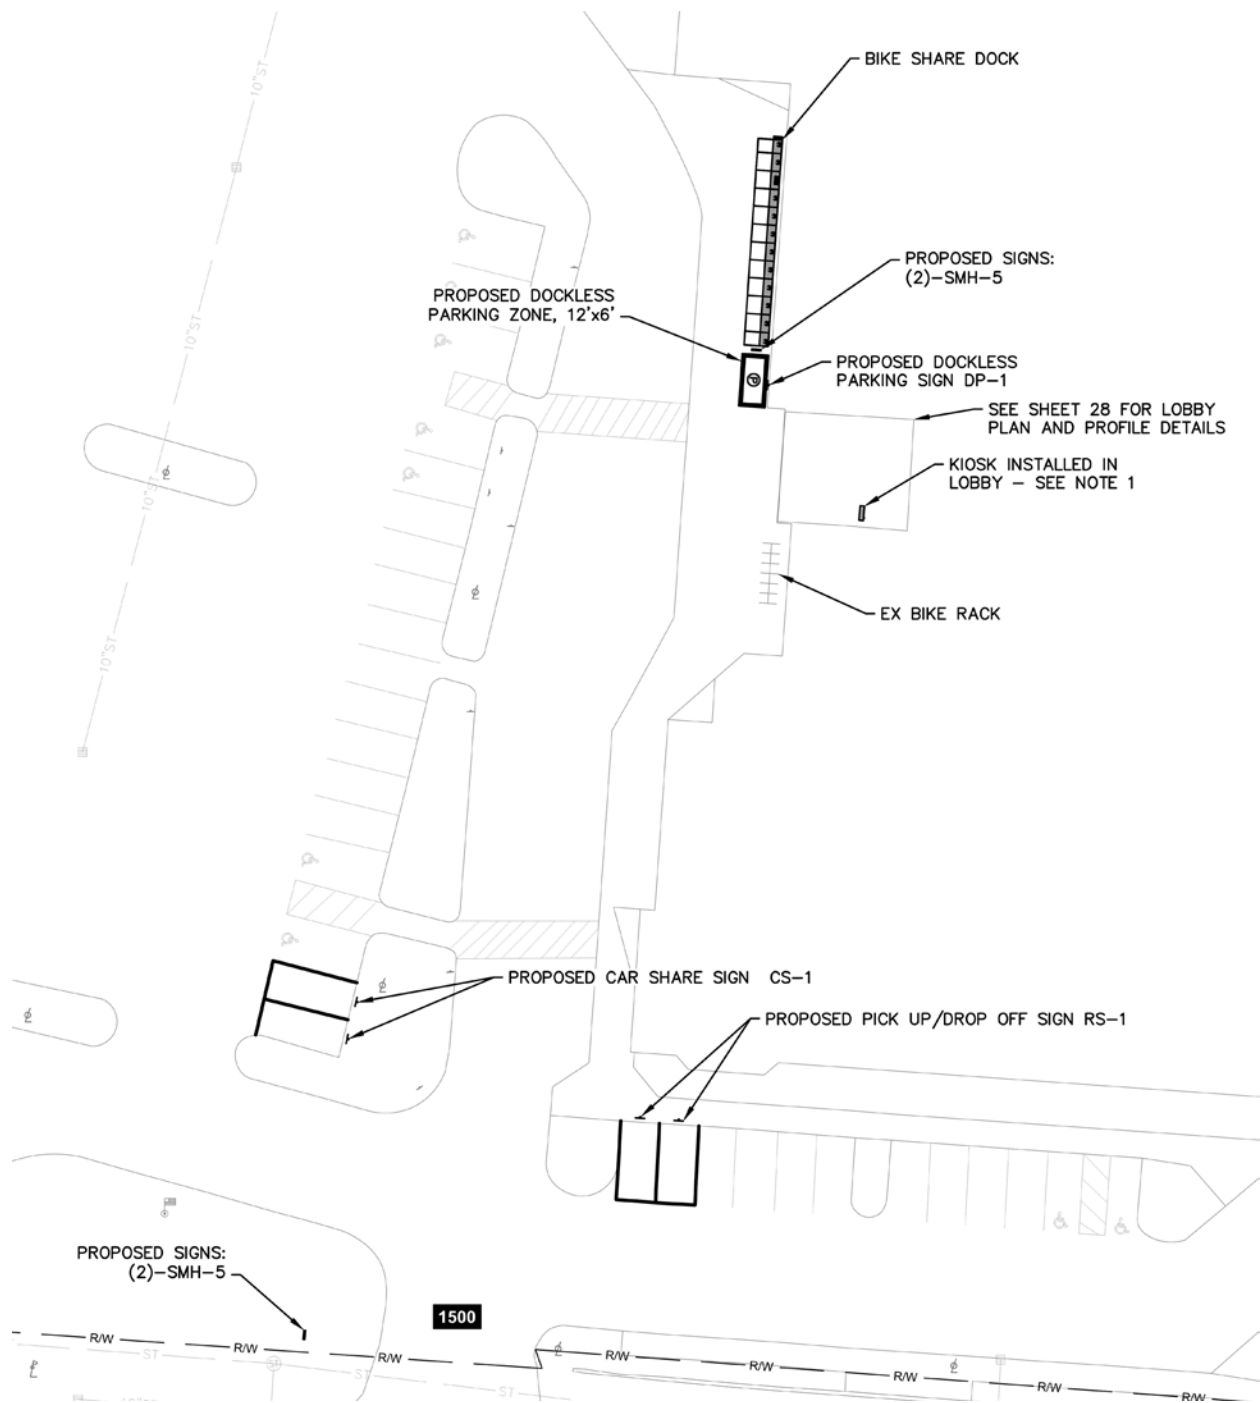 10"ST
BIKE SHARE DOCK
PROPOSED SIGNS:
(2)-SMH-5
PROPOSED DOCKLESS
PARKING ZONE, 12'x6'
10"ST
PROPOSED DOCKLESS
PARKING SIGN DP-1
P
SEE SHEET 28 FOR LOBBY
PLAN AND PROFILE DETAILS
KIOSK INSTALLED IN
LOBBY - SEE NOTE 1
10"ST
EX BIKE RACK
10"ST
PROPOSED CAR SHARE SIGN CS-1
PROPOSED PICK UP/DROP OFF SIGN RS-1
PROPOSED SIGNS:
(2)-SMH-5
1500
R/W
R/W
R/W
R/W
R/W
R/W
R/W
R/W
ST
ST
ST
ST
10"ST